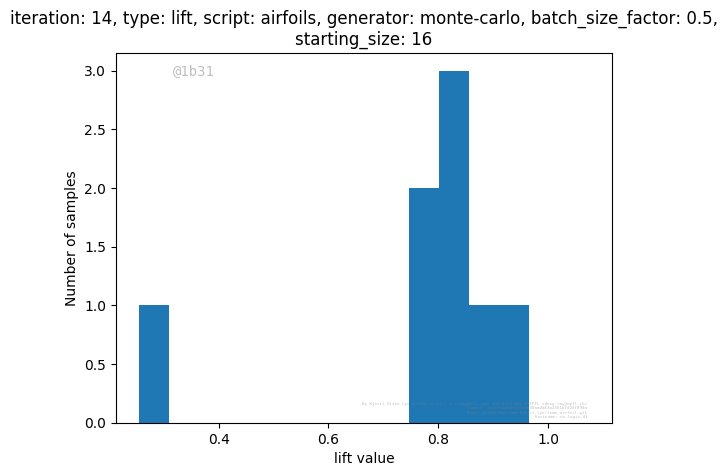 iteration: 14, type: lift, script: airfoils, generator: monte-carlo, batch_size_factor: 0.5,
starting_size: 16
@1b31
3.0
2.5
2.0
1.5
1.0
0.5
0.0
Number of samples
0.4
0.6
0.8
1.0
lift value